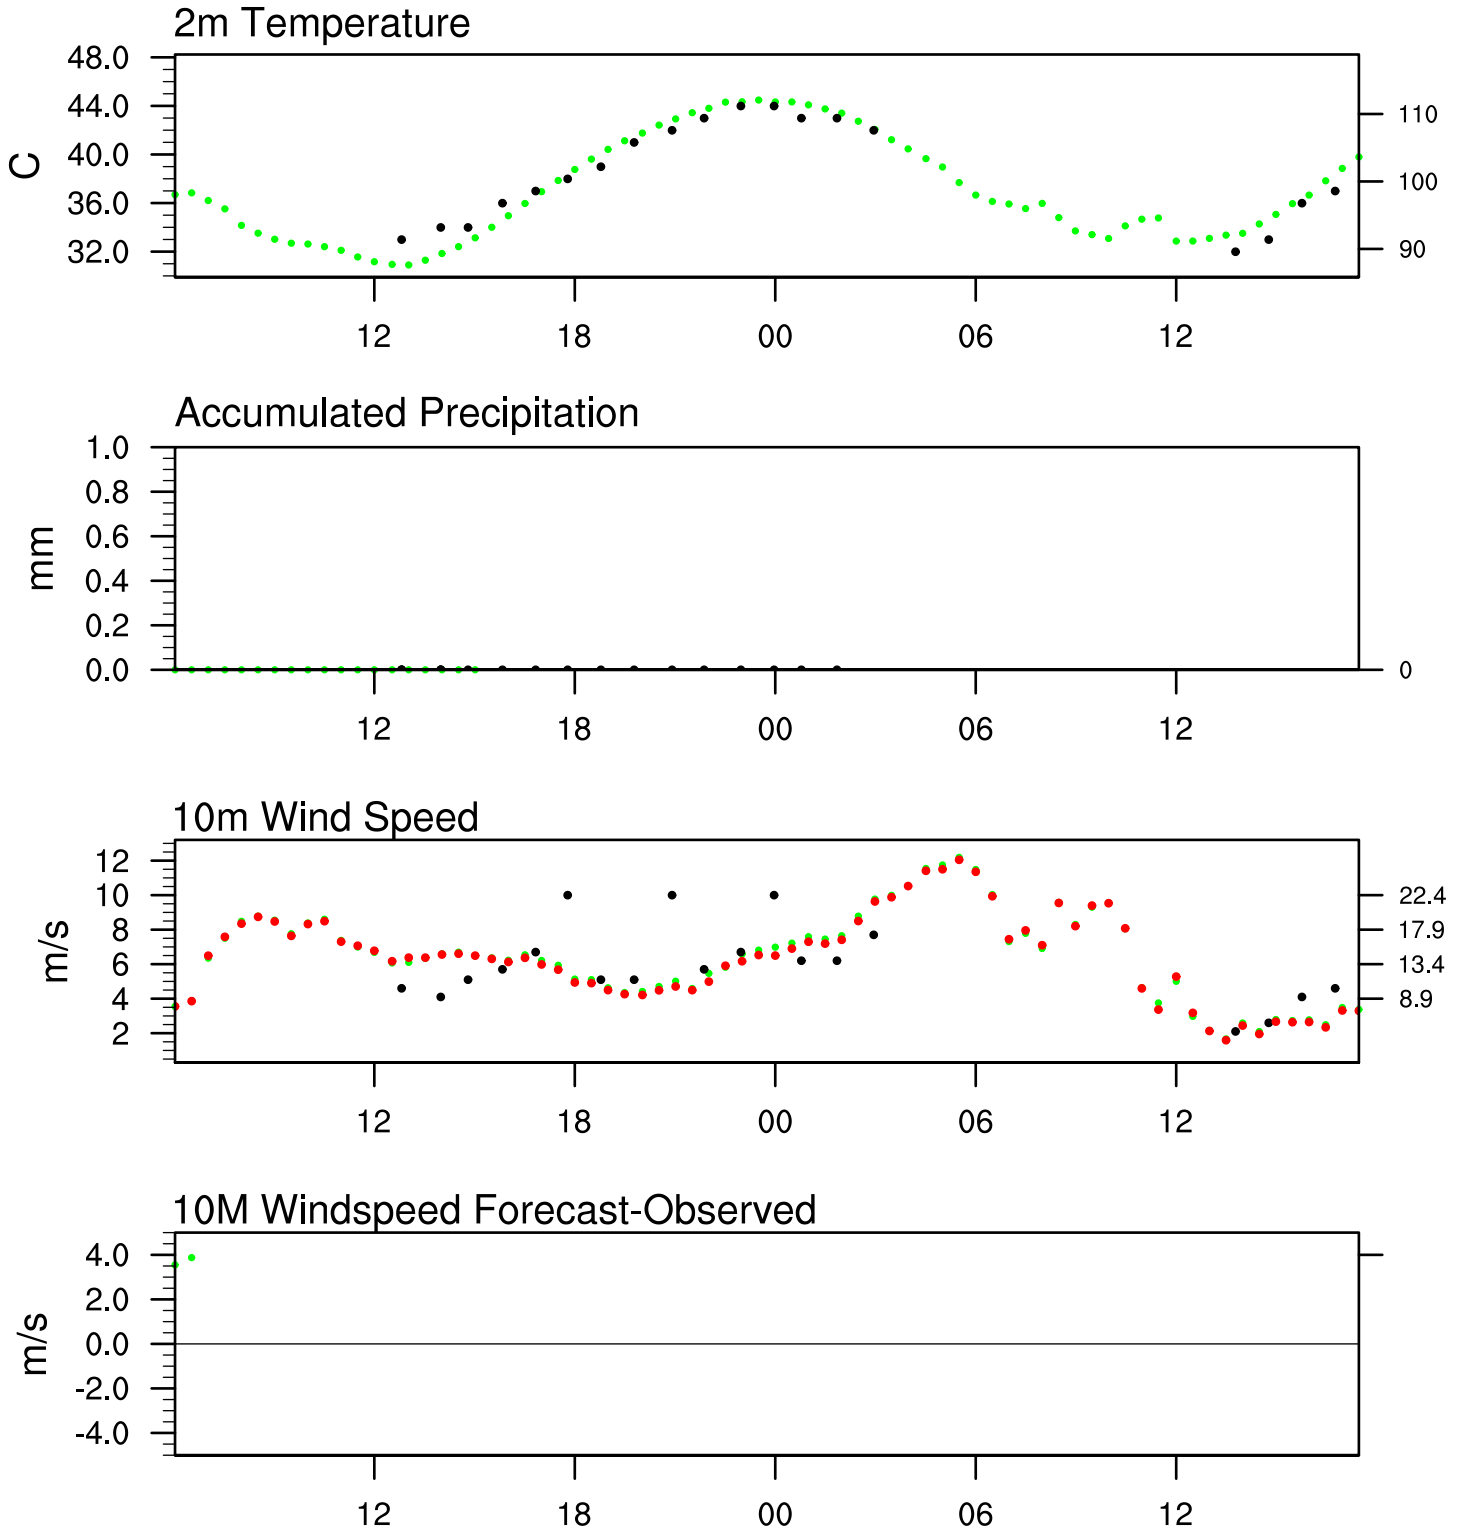 2m Temperature
48.0
44.0
40.0
36.0
32.0
C
110
100
90
12 18 00 06 12
Accumulated Precipitation
1.0
0.8
0.6
0.4
0.2
0.0
mm
0
12 18 00 06 12
10m Wind Speed
12
10
8
6
4
2
m/s
22.4
17.9
13.4
8.9
12 18 00 06 12
10M Windspeed Forecast-Observed
4.0
2.0
0.0
-2.0
-4.0
m/s
12 18 00 06 12